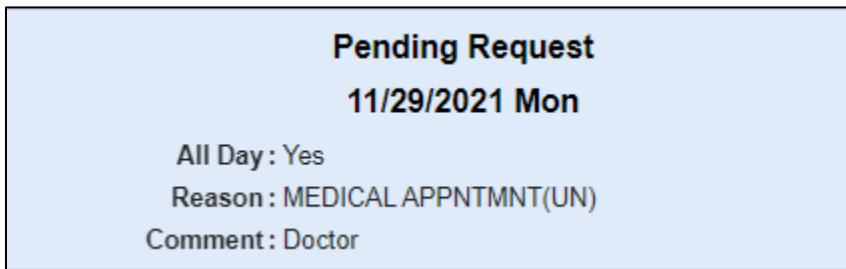 Pending Request
11/29/2021 Mon
All Day : Yes
Reason : MEDICAL APPNTMNT(UN)
Comment : Doctor